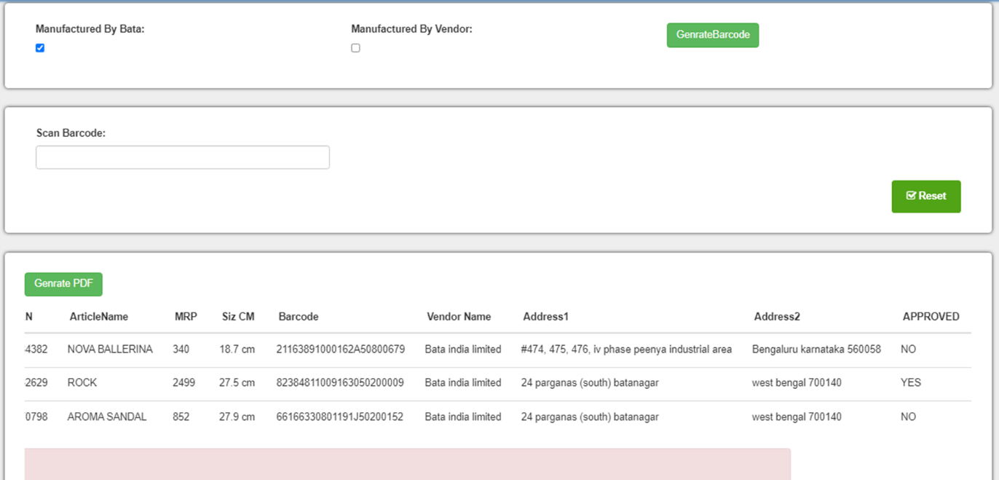 Manufactured By Bata: Manufactured By Vendor: GenrateBarcode
Scan Barcode:
Reset
Genrate PDF
N ArticleName MRP Siz CM Barcode Vendor Name Address1 Address2 APPROVED
4382 NOVA BALLERINA 340 18.7 cm 21163891000162A50800679 Bata india limited #474, 475, 476, iv phase peenya industrial area Bengaluru karnataka 560058 NO
2629 ROCK 2499 27.5 cm 82384811009163050200009 Bata india limited 24 parganas (south) batanagar west bengal 700140 YES
0798 AROMA SANDAL 852 27.9 cm 66166330801191J50200152 Bata india limited 24 parganas (south) batanagar west bengal 700140 NO